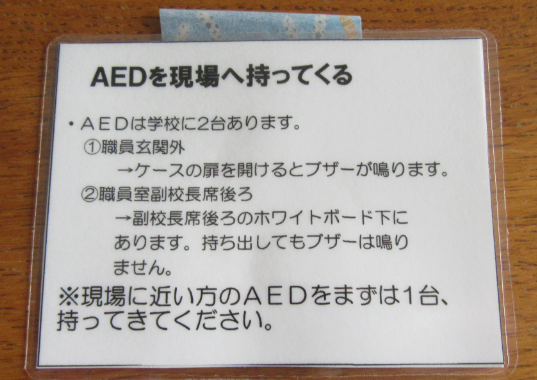 AEDを現場へ持ってくる
・ＡＥＤは学校に2台あります。
①職員玄関外
→ケースの扉を開けるとブザーが鳴ります。
②職員室副校長席後ろ
→副校長席後ろのホワイトボード下に
あります。持ち出してもブザーは鳴り
ません。
※現場に近い方のＡＥＤをまずは1台、
持ってきてください。